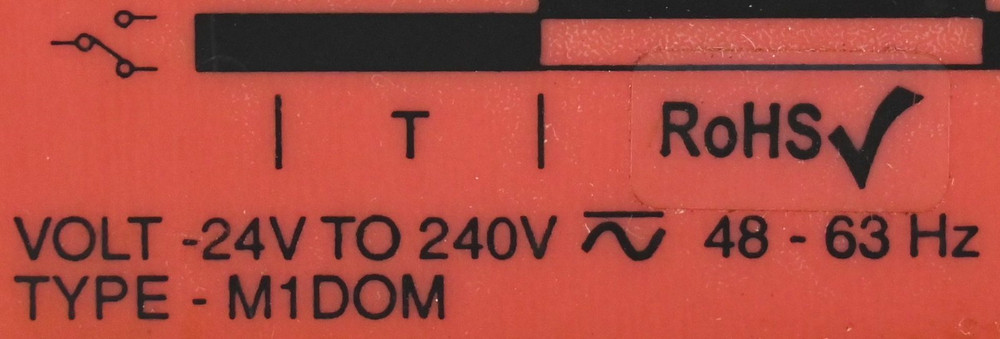 T
RoHS
VOLT -24V TO 240V 48 - 63 Hz
TYPE - M1DOM